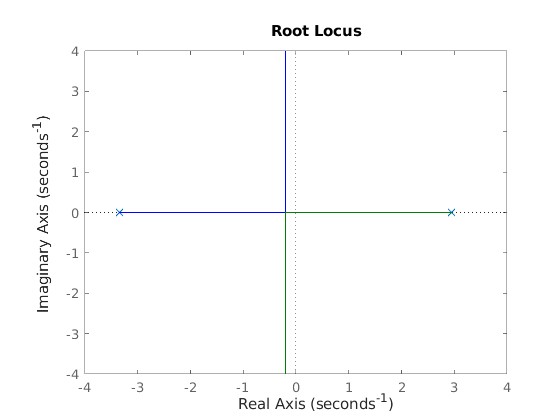 Root Locus
Imaginary Axis (seconds⁻¹)
4
3
2
1
0
-1
-2
-3
-4
-4 -3 -2 -1 0 1 2 3 4
Real Axis (seconds⁻¹)